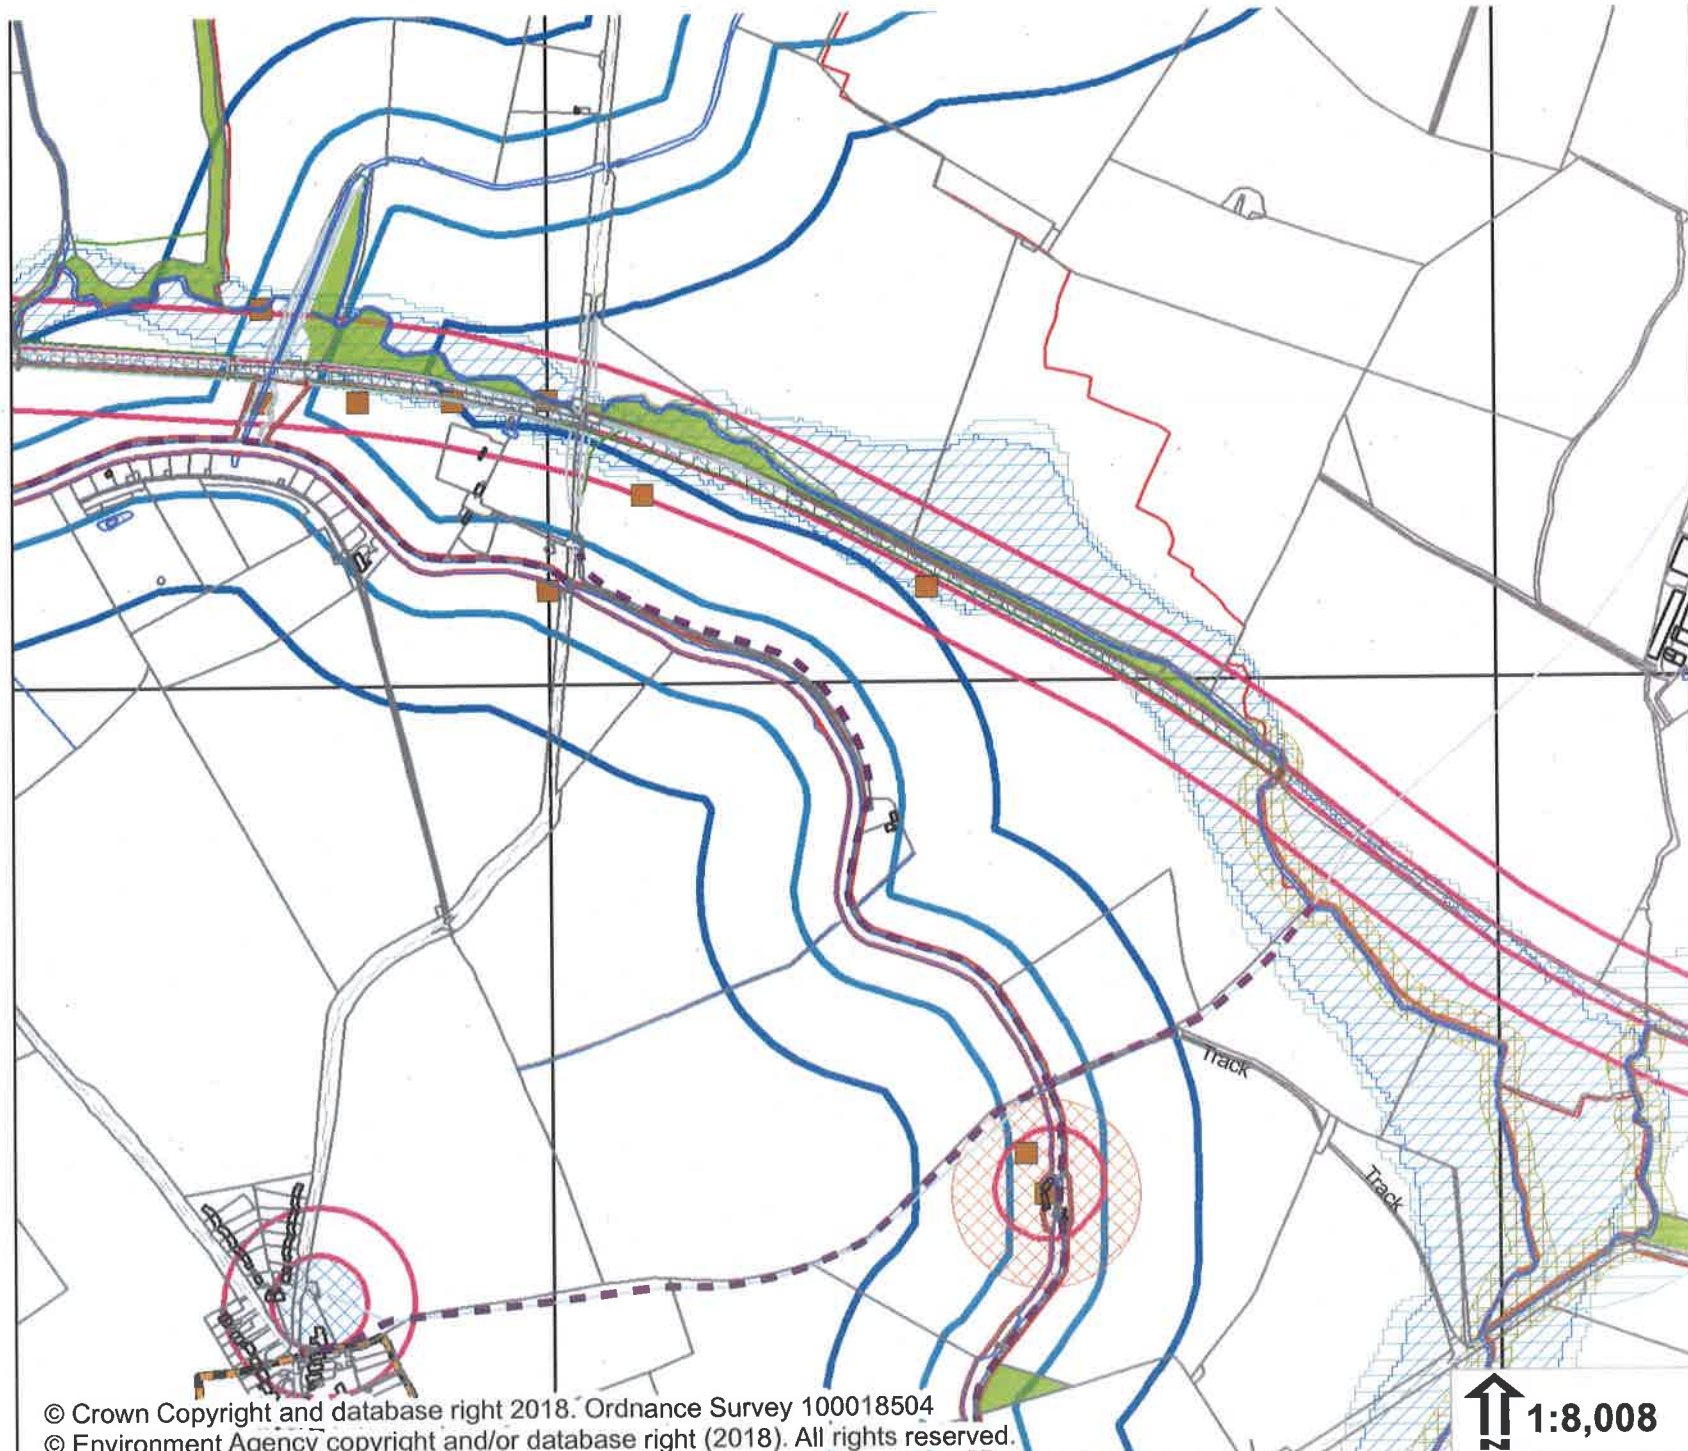 Track
Track
© Crown Copyright and database right 2018. Ordnance Survey 100018504
© Environment Agency copyright and/or database right (2018). All rights reserved.
1:8,008
N